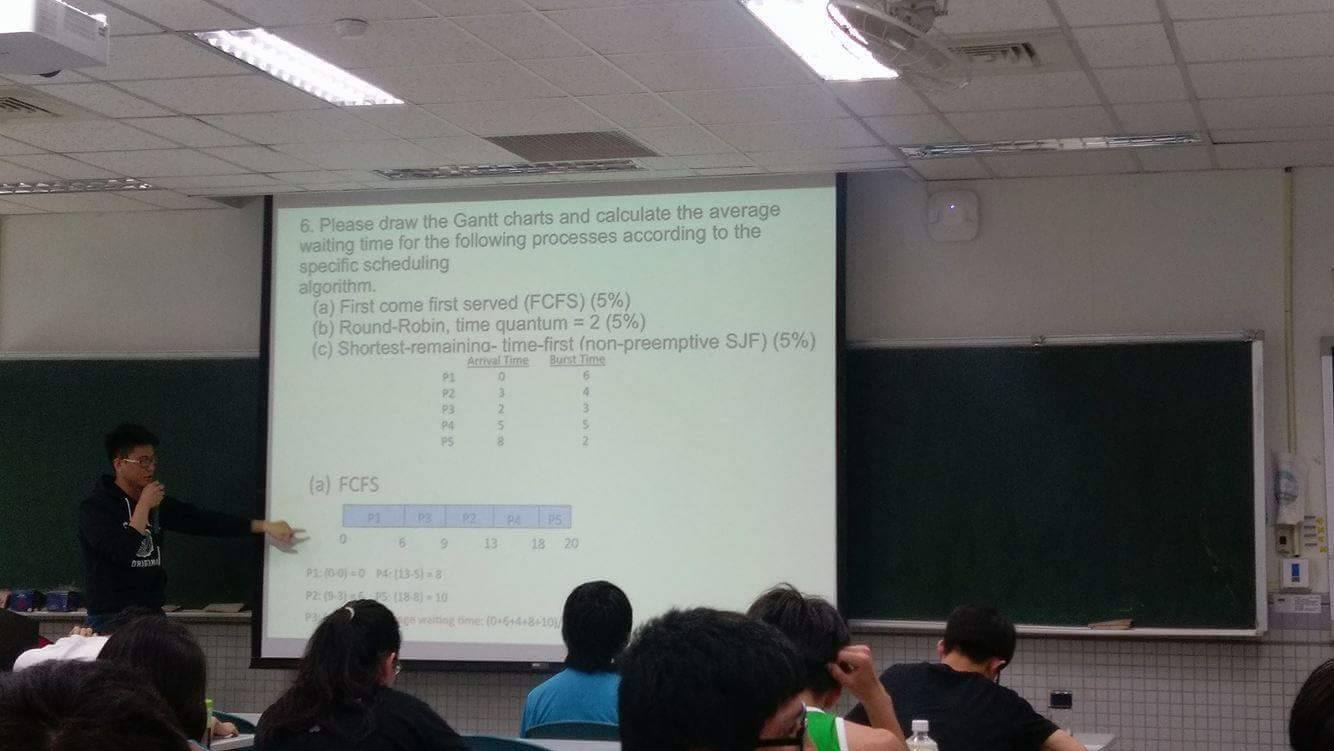 6. Please draw the Gantt charts and calculate the average
waiting time for the following processes according to the
specific scheduling
algorithm.
(a) First come first served (FCFS) (5%)
(b) Round-Robin, time quantum = 2 (5%)
(c) Shortest-remaining- time-first (non-preemptive SJF) (5%)
Arrival Time Burst Time
P1 0 6
P2 3 4
P3 2 3
P4 5 5
P5 8 2
(a) FCFS
P1 P3 P2 P4 P5
0 6 9 13 18 20
P1: (0-0) = 0 P4: (13-5) = 8
P2: (9-3) = 6 P5: (18-8) = 10
P3: waiting time: (0+6+4+8+10)